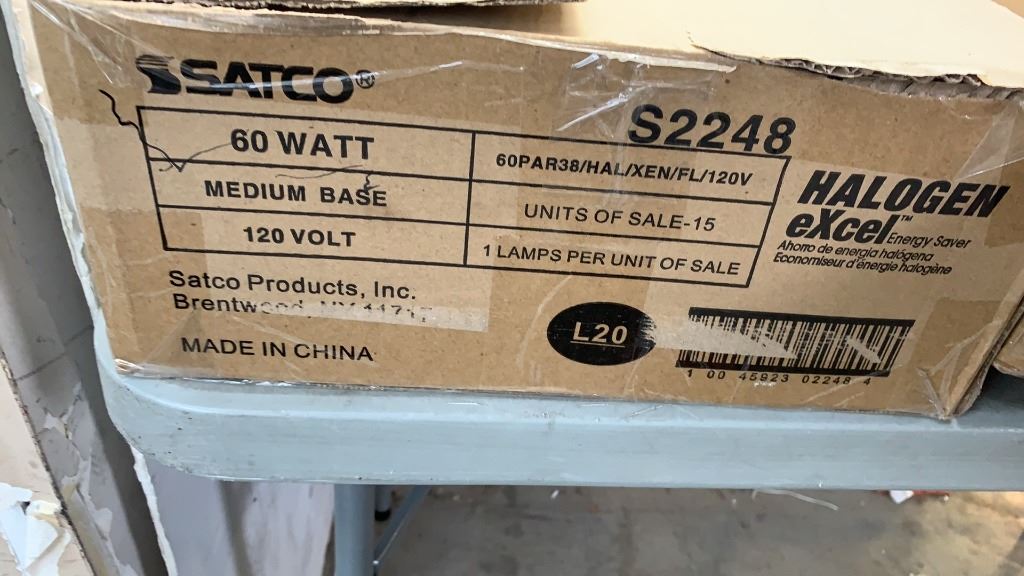 SATCO®
S2248
60 WATT
60PAR38/HAL/XEN/FL/120V
MEDIUM BASE
UNITS OF SALE-15
120 VOLT
1 LAMPS PER UNIT OF SALE
HALOGEN
eXcel™ Energy Saver
Ahorro de energía halógena
Economiseur d'énergie halogène
Satco Products, Inc.
Brentwood,
MADE IN CHINA
L20
1 00 45923 02248 4